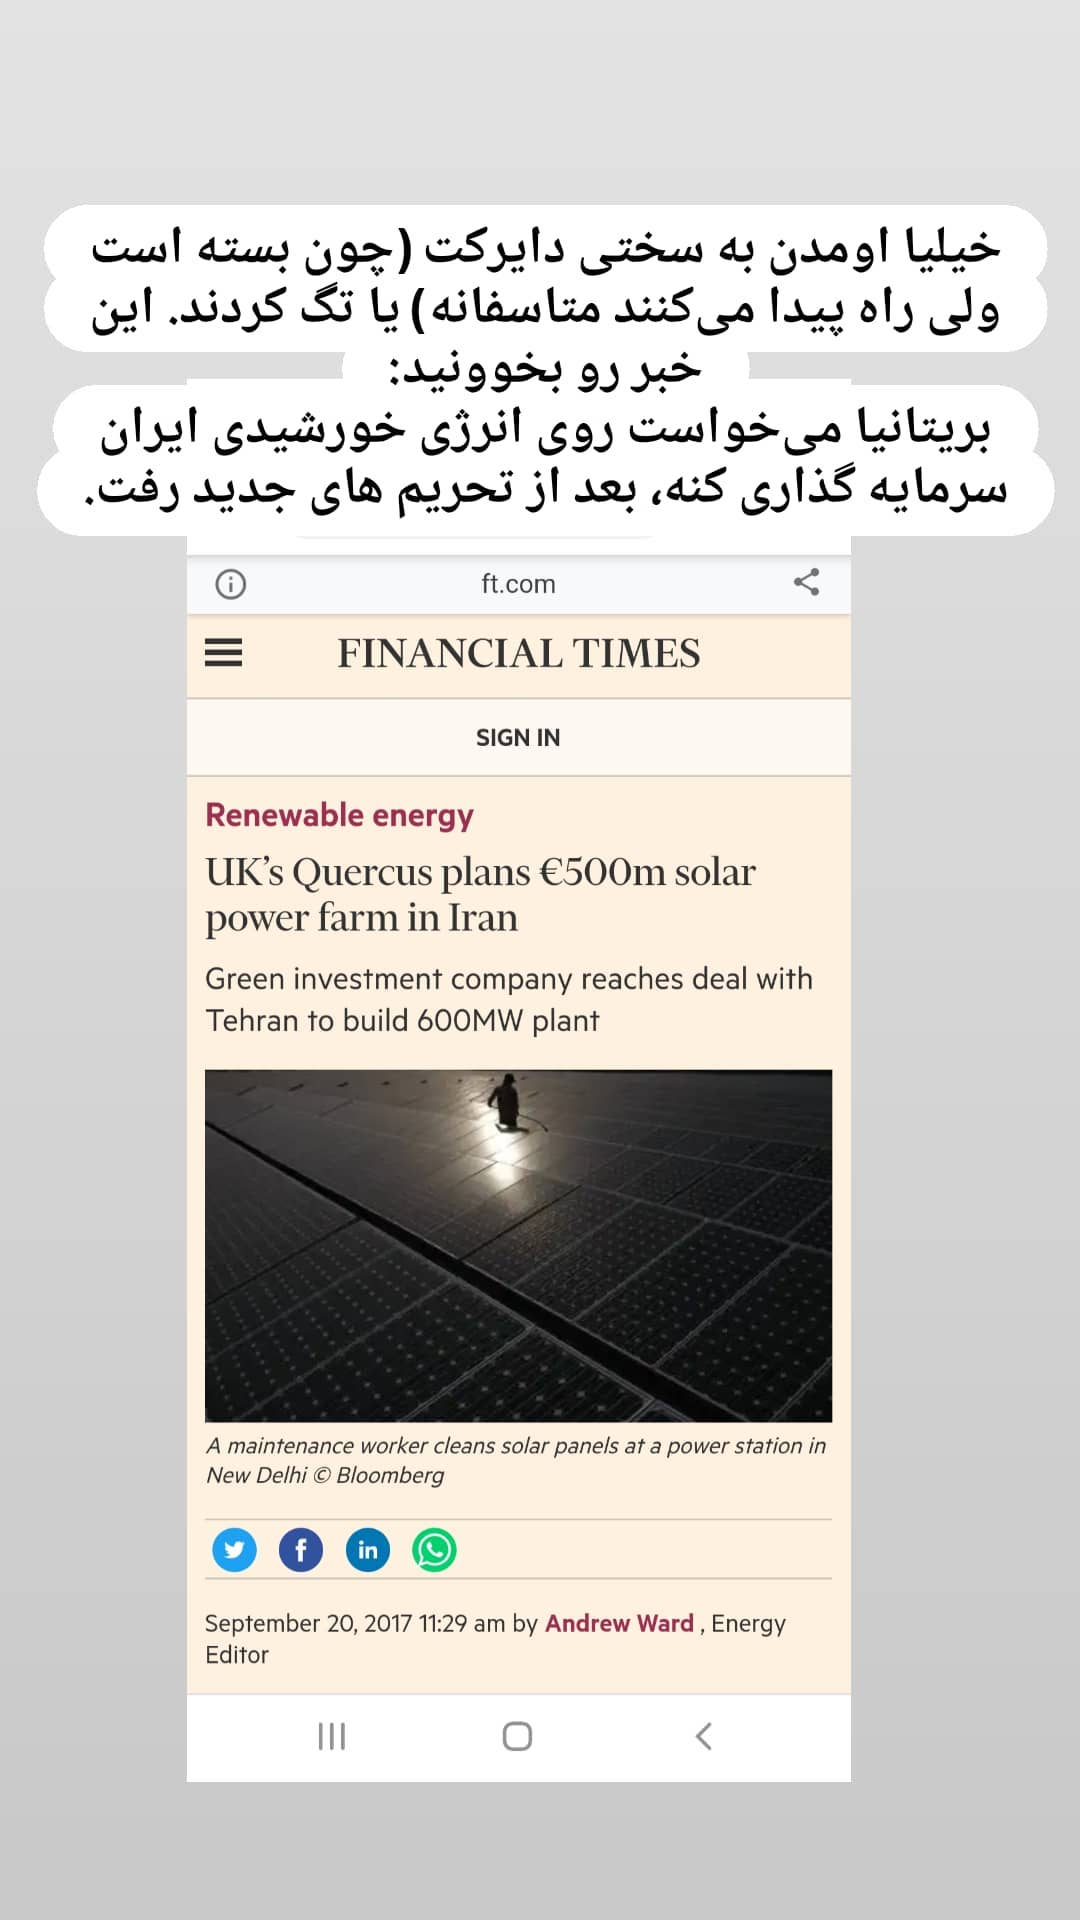 خیلیا اومدن به سختی دایرکت (چون بسته است
ولی راه پیدا می‌کنند متاسفانه) یا تگ کردند. این
خبر رو بخوونید:
بریتانیا می‌خواست روی انرژی خورشیدی ایران
سرمایه گذاری کنه، بعد از تحریم های جدید رفت.
ft.com
FINANCIAL TIMES
SIGN IN
Renewable energy
UK’s Quercus plans €500m solar
power farm in Iran
Green investment company reaches deal with
Tehran to build 600MW plant
A maintenance worker cleans solar panels at a power station in
New Delhi © Bloomberg
September 20, 2017 11:29 am by Andrew Ward , Energy
Editor